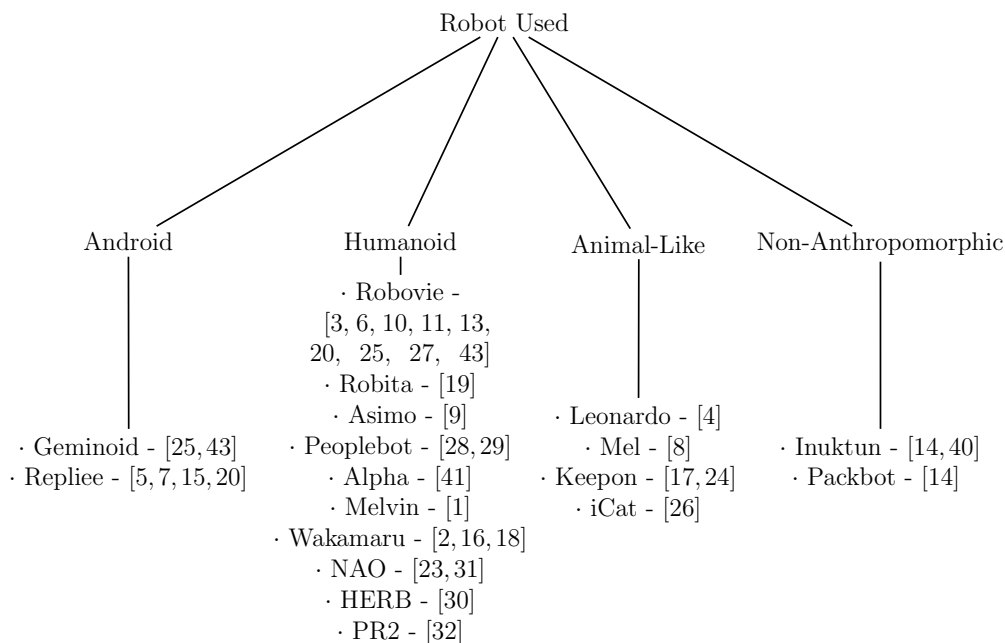 Robot Used
Android
Humanoid
Animal-Like
Non-Anthropomorphic
· Geminoid - [25, 43]
· Repliee - [5, 7, 15, 20]
· Robovie -
[3, 6, 10, 11, 13,
20, 25, 27, 43]
· Robita - [19]
· Asimo - [9]
· Peoplebot - [28, 29]
· Alpha - [41]
· Melvin - [1]
· Wakamaru - [2, 16, 18]
· NAO - [23, 31]
· HERB - [30]
· PR2 - [32]
· Leonardo - [4]
· Mel - [8]
· Keepon - [17, 24]
· iCat - [26]
· Inuktun - [14, 40]
· Packbot - [14]